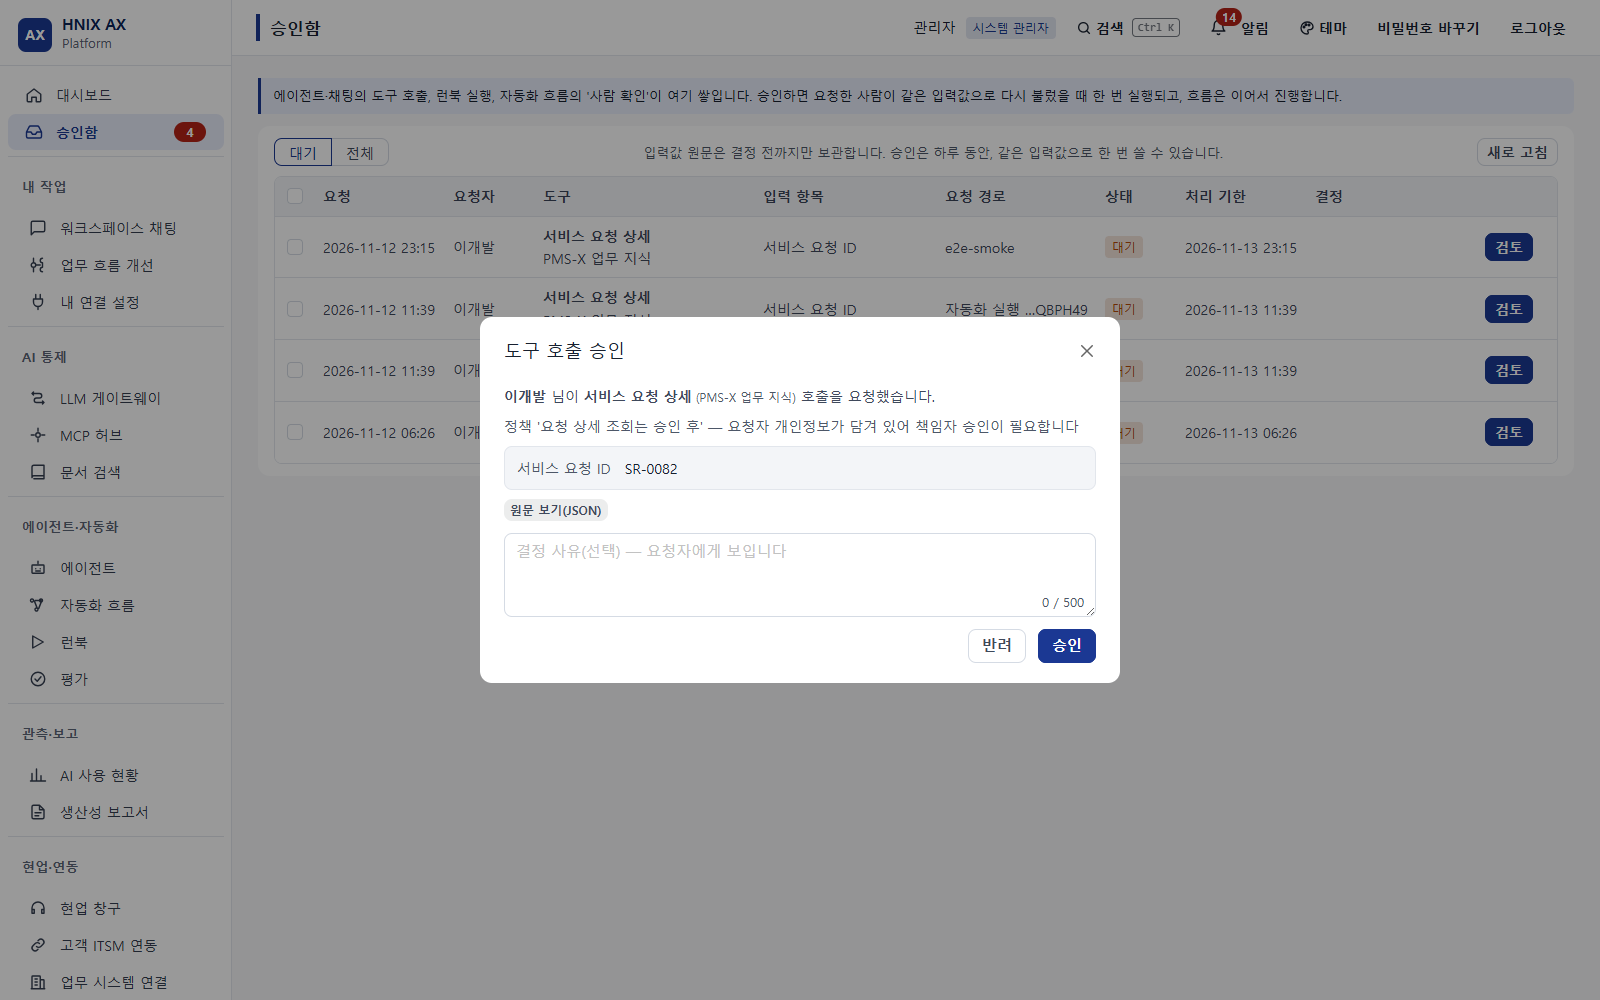 AX
HNIX AX
Platform
승인함
관리자
시스템 관리자
검색
Ctrl K
14
알림
테마
비밀번호 바꾸기
로그아웃
대시보드
승인함
4
내 작업
워크스페이스 채팅
업무 흐름 개선
내 연결 설정
AI 통제
LLM 게이트웨이
MCP 허브
문서 검색
에이전트·자동화
에이전트
자동화 흐름
런북
평가
관측·보고
AI 사용 현황
생산성 보고서
현업·연동
현업 창구
고객 ITSM 연동
업무 시스템 연결
에이전트·채팅의 도구 호출, 런북 실행, 자동화 흐름의 '사람 확인'이 여기 쌓입니다. 승인하면 요청한 사람이 같은 입력값으로 다시 불렀을 때 한 번 실행되고, 흐름은 이어서 진행합니다.
대기
전체
입력값 원문은 결정 전까지만 보관합니다. 승인은 하루 동안, 같은 입력값으로 한 번 쓸 수 있습니다.
새로 고침
요청
요청자
도구
입력 항목
요청 경로
상태
처리 기한
결정
2026-11-12 23:15
이개발
서비스 요청 상세
PMS-X 업무 지식
서비스 요청 ID
e2e-smoke
대기
2026-11-13 23:15
검토
2026-11-12 11:39
이개발
서비스 요청 상세
서비스 요청 ID
자동화 실행 ...QBPH49
대기
2026-11-13 11:39
검토
2026-11-12 11:39
이개
2026-11-13 11:39
검토
2026-11-12 06:26
이개
2026-11-13 06:26
검토
도구 호출 승인
이개발 님이 서비스 요청 상세 (PMS-X 업무 지식) 호출을 요청했습니다.
정책 '요청 상세 조회는 승인 후' — 요청자 개인정보가 담겨 있어 책임자 승인이 필요합니다
서비스 요청 ID SR-0082
원문 보기(JSON)
결정 사유(선택) — 요청자에게 보입니다
0 / 500
반려
승인